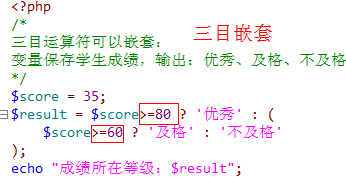 <?php
/*
三目嵌套
三目运算符可以嵌套：
变量保存学生成绩，输出：优秀、及格、不及格
*/
$score = 35;
$result = $score>=80 ? '优秀' : (
$score>=60 ? '及格' : '不及格'
);
echo "成绩所在等级：$result";